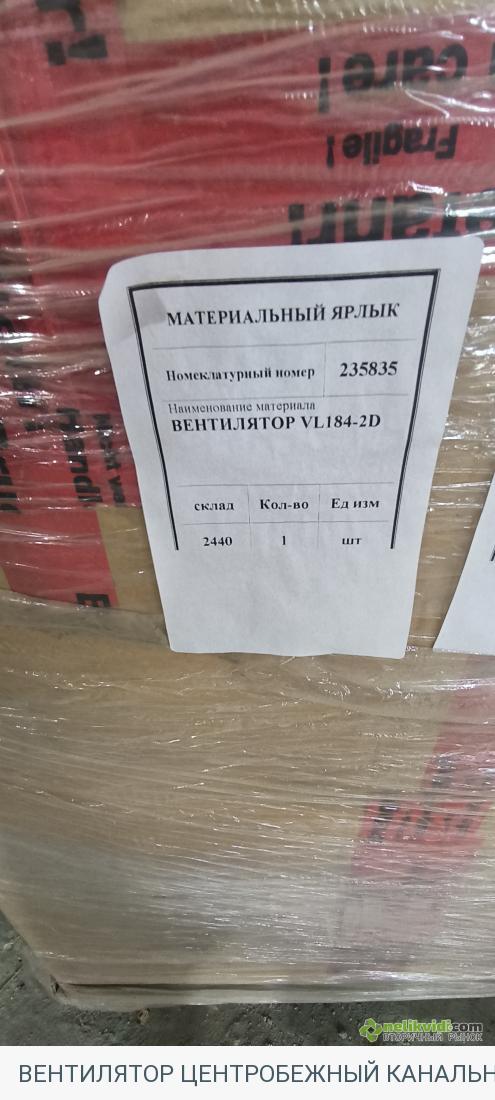 care!
Fragile!
МАТЕРИАЛЬНЫЙ ЯРЛЫК
Номеклатурный номер 235835
Наименование материала
ВЕНТИЛЯТОР VL184-2D
склад Кол-во Ед изм
2440 1 шт
nelikvidi.com
ВТОРИЧНЫЙ РЫНОК
ВЕНТИЛЯТОР ЦЕНТРОБЕЖНЫЙ КАНАЛЬН